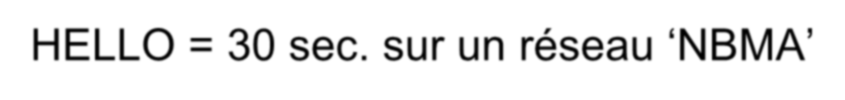 HELLO = 30 sec. sur un réseau ‘NBMA’